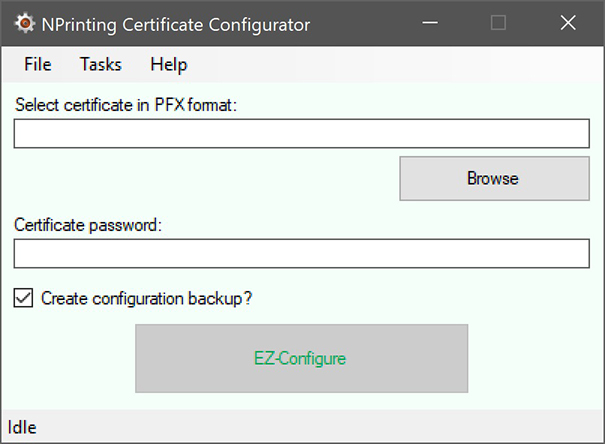 NPrinting Certificate Configurator
File Tasks Help
Select certificate in PFX format:
Browse
Certificate password:
Create configuration backup?
EZ-Configure
Idle